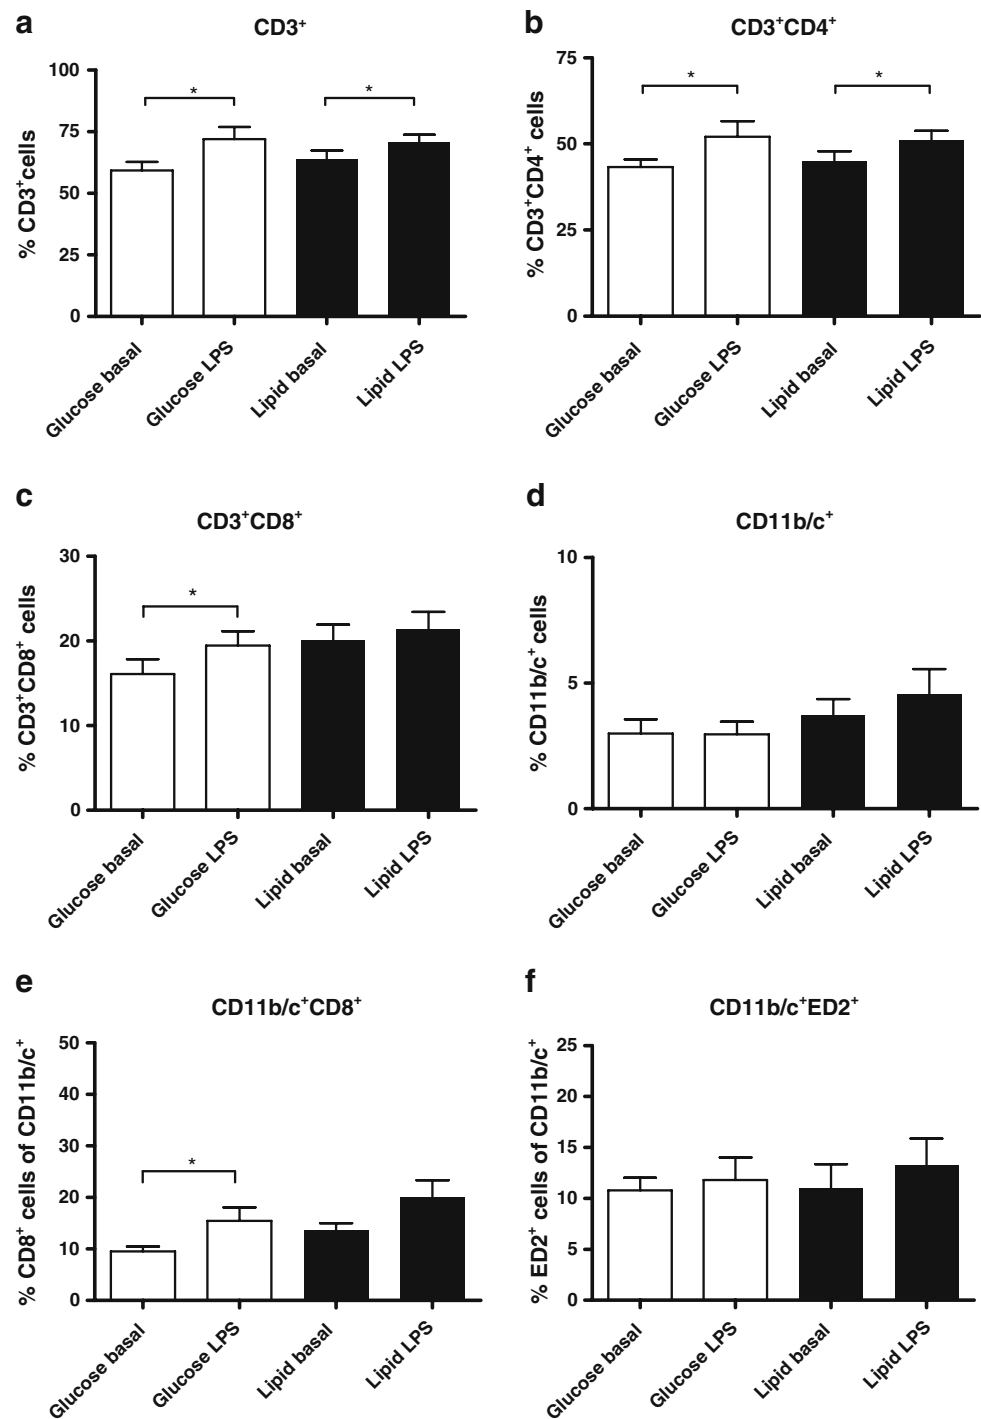 a
CD3⁺
% CD3⁺cells
100
75
50
25
0
*
*
Glucose basal
Glucose LPS
Lipid basal
Lipid LPS
b
CD3⁺CD4⁺
% CD3⁺CD4⁺ cells
75
50
25
0
*
*
Glucose basal
Glucose LPS
Lipid basal
Lipid LPS
c
CD3⁺CD8⁺
% CD3⁺CD8⁺ cells
30
20
10
0
*
Glucose basal
Glucose LPS
Lipid basal
Lipid LPS
d
CD11b/c⁺
% CD11b/c⁺ cells
10
5
0
Glucose basal
Glucose LPS
Lipid basal
Lipid LPS
e
CD11b/c⁺CD8⁺
% CD8⁺ cells of CD11b/c⁺
50
40
30
20
10
0
*
Glucose basal
Glucose LPS
Lipid basal
Lipid LPS
f
CD11b/c⁺ED2⁺
% ED2⁺ cells of CD11b/c⁺
25
20
15
10
5
0
Glucose basal
Glucose LPS
Lipid basal
Lipid LPS